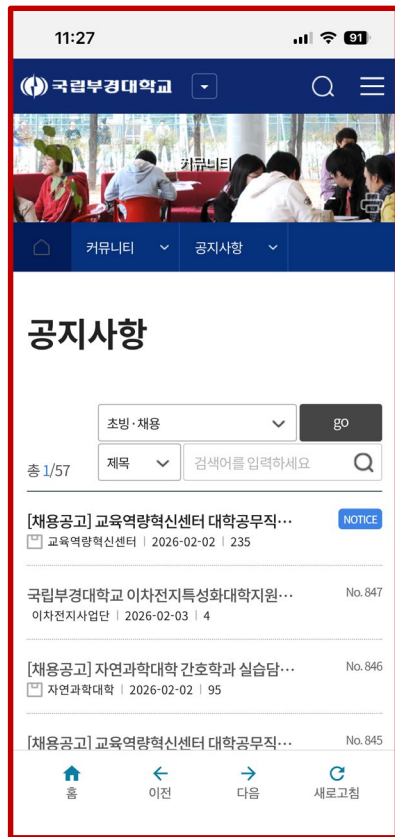 11:27
91
국립부경대학교
커뮤니티
커뮤니티
공지사항
공지사항
초빙·채용
go
총 1/57
제목
검색어를 입력하세요
[채용공고] 교육역량혁신센터 대학공무직…
NOTICE
교육역량혁신센터 | 2026-02-02 | 235
국립부경대학교 이차전지특성화대학지원…
No. 847
이차전지사업단 | 2026-02-03 | 4
[채용공고] 자연과학대학 간호학과 실습담…
No. 846
자연과학대학 | 2026-02-02 | 95
[채용공고] 교육역량혁신센터 대학공무직…
No. 845
홈
이전
다음
새로고침